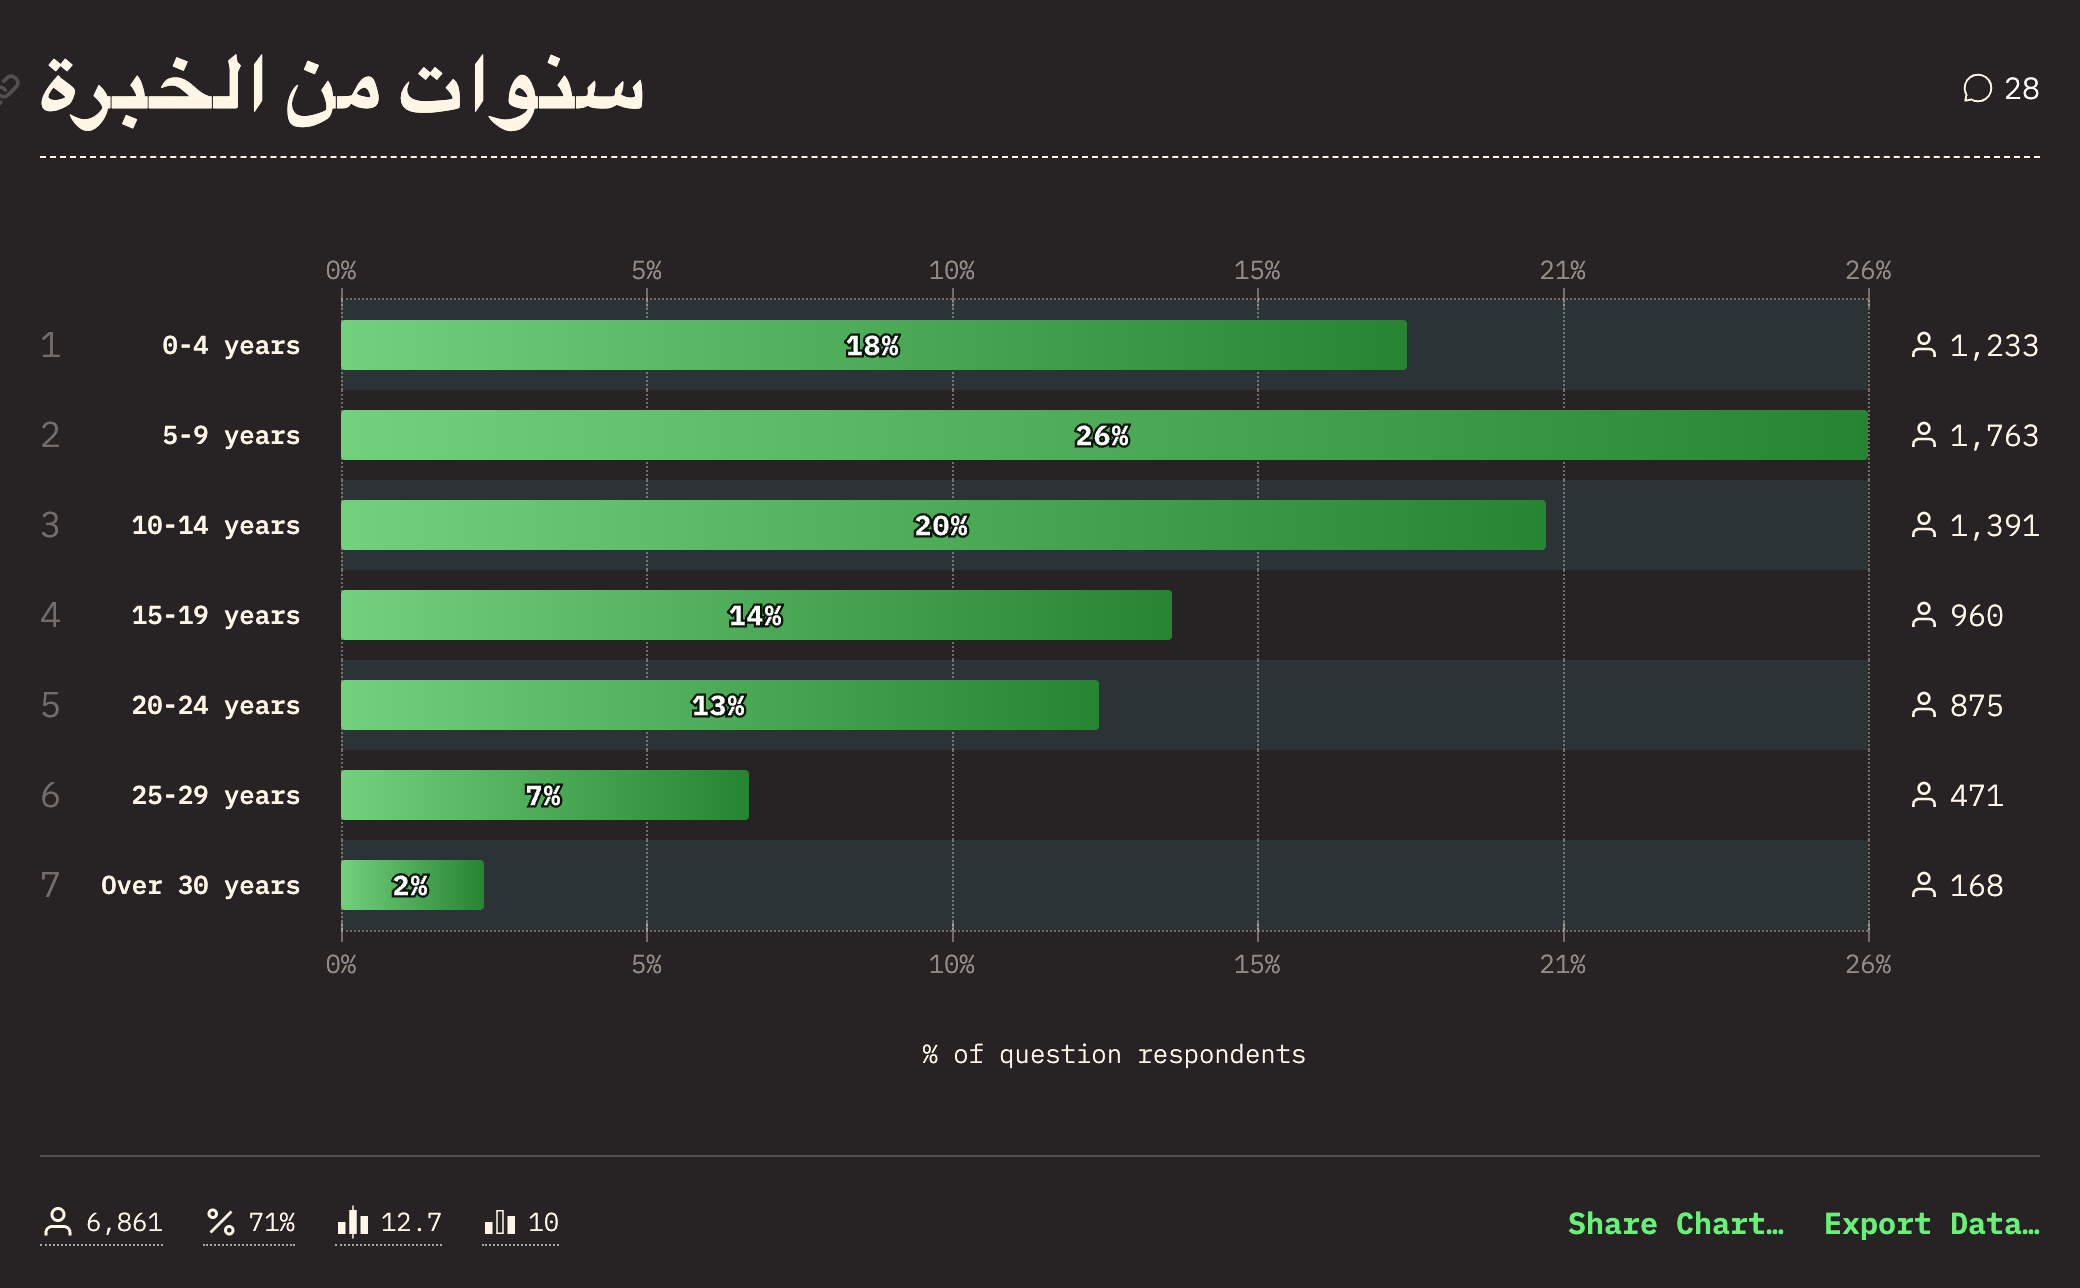 سنوات من الخبرة
28
0% 5% 10% 15% 21% 26%
1 0-4 years 18% 1,233
2 5-9 years 26% 1,763
3 10-14 years 20% 1,391
4 15-19 years 14% 960
5 20-24 years 13% 875
6 25-29 years 7% 471
7 Over 30 years 2% 168
0% 5% 10% 15% 21% 26%
% of question respondents
6,861 71% 12.7 10 Share Chart… Export Data…